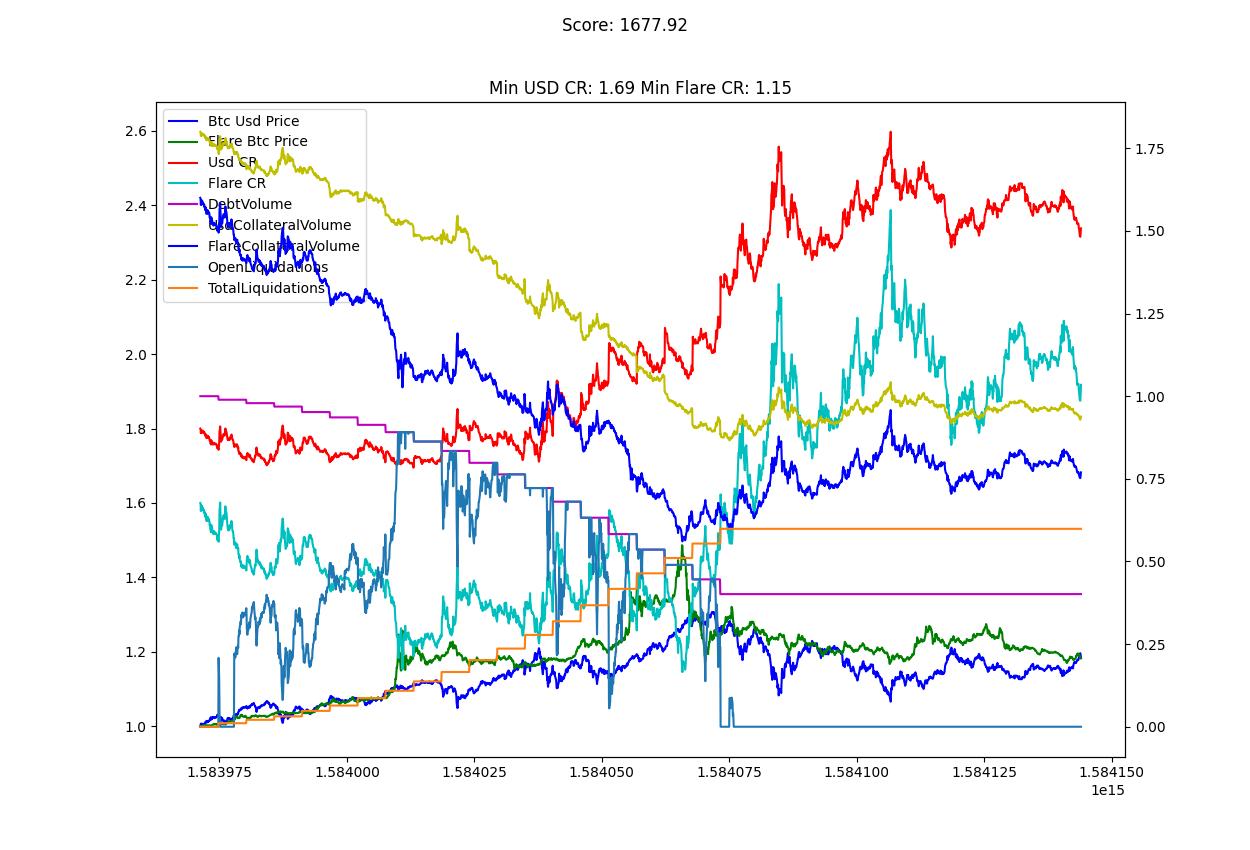 Score: 1677.92
Min USD CR: 1.69 Min Flare CR: 1.15
Btc Usd Price
Flare Btc Price
Usd CR
Flare CR
DebtVolume
UsdCollateralVolume
FlareCollateralVolume
OpenLiquidations
TotalLiquidations
2.6
2.4
2.2
2.0
1.8
1.6
1.4
1.2
1.0
1.75
1.50
1.25
1.00
0.75
0.50
0.25
0.00
1.583975 1.584000 1.584025 1.584050 1.584075 1.584100 1.584125 1.584150
1e15